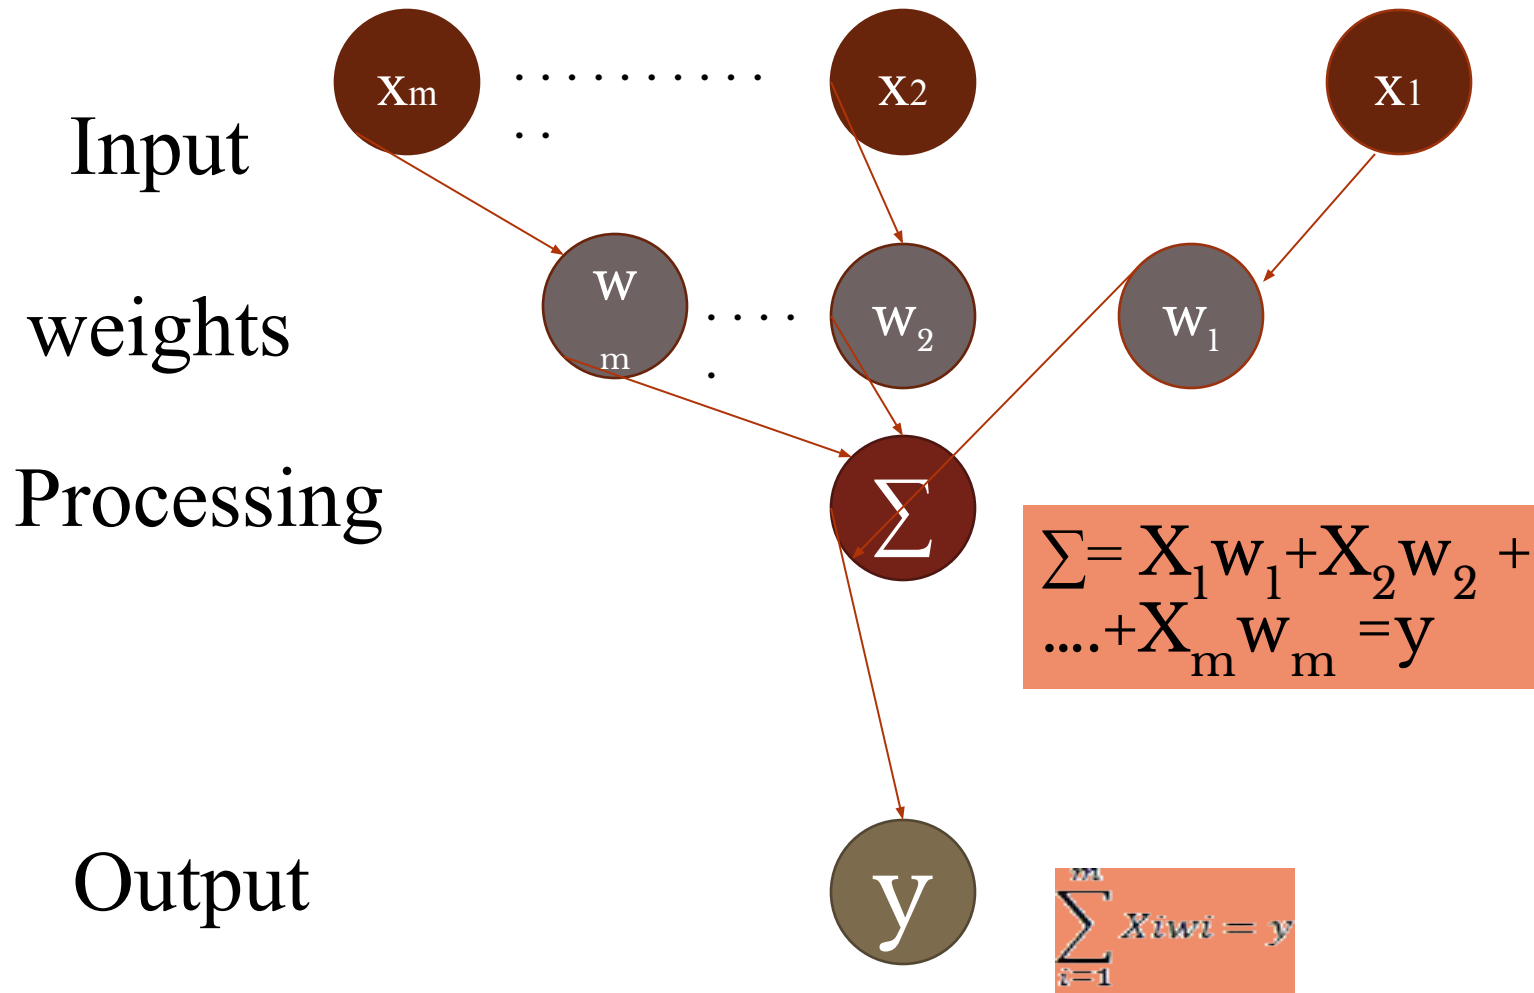 xm . . . . . . . . . . x2 x1
. .
Input
w
m
. . . . w2 w1
.
weights
Processing
∑
∑= X1w1+X2w2 +
....+Xmwm =y
Output
y
m
∑ Xiwi = y
i=1